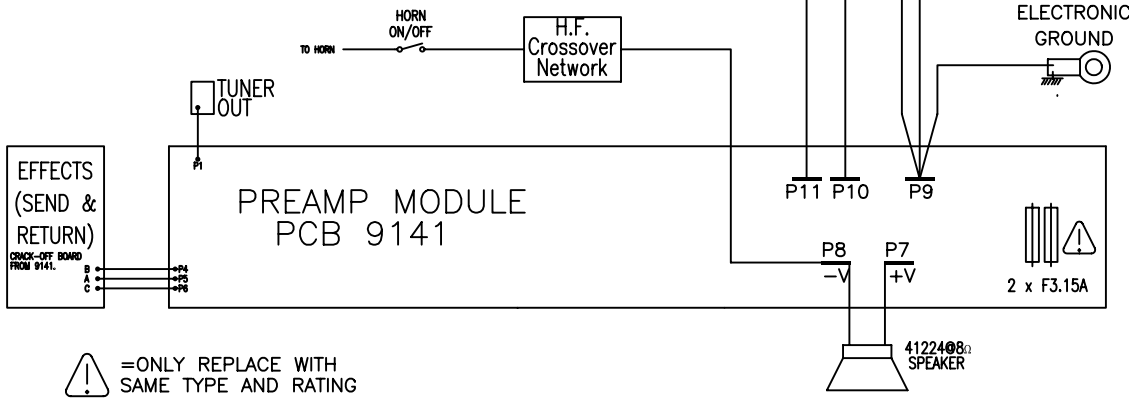 HORN
ON/OFF
TO HORN
H.F.
Crossover
Network
ELECTRONIC
GROUND
TUNER
OUT
P1
EFFECTS
(SEND &
RETURN)
CRACK-OFF BOARD
FROM 9141.
B
A
C
P4
P5
P6
PREAMP MODULE
PCB 9141
P11
P10
P9
P8
-V
P7
+V
2 x F3.15A
41224@8Ω
SPEAKER
=ONLY REPLACE WITH
SAME TYPE AND RATING